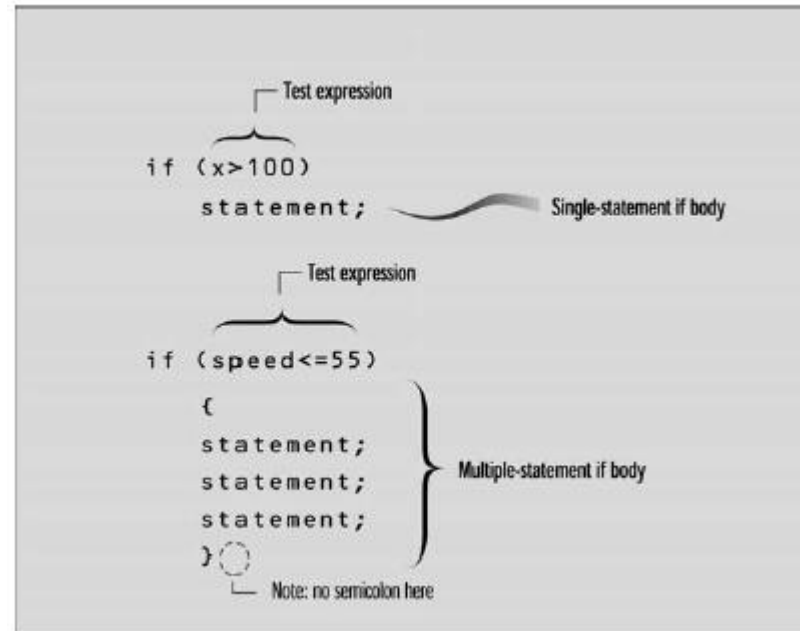 Test expression
if (x>100)
statement;
Single-statement if body
Test expression
if (speed<=55)
{
statement;
statement;
statement;
}
Multiple-statement if body
Note: no semicolon here